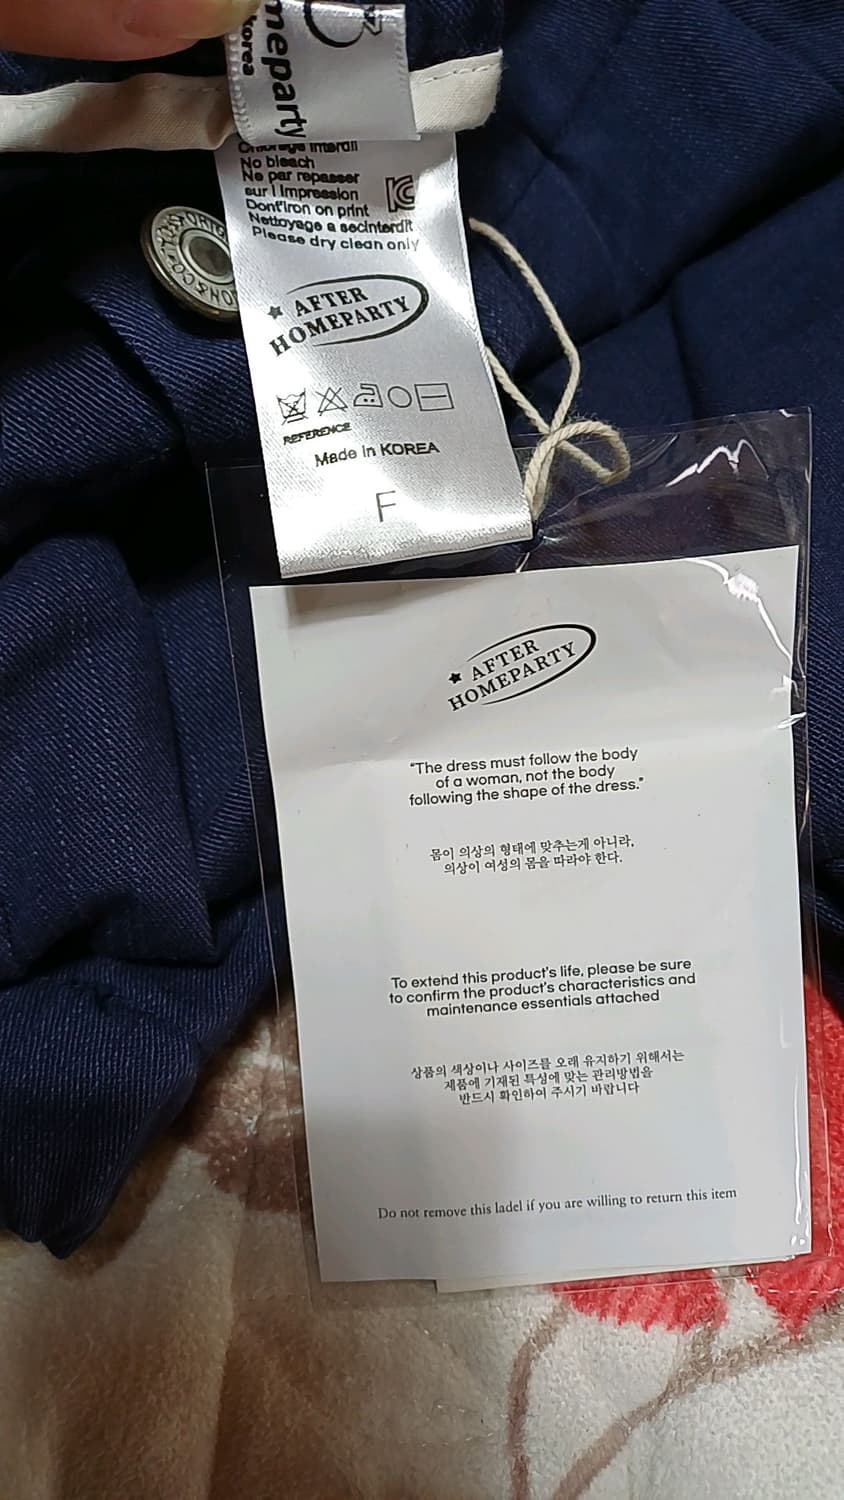 meparty
korea
Chlorage interdit
No bleach
Ne par repasser
sur l Impression
Dont'iron on print
Nettoyage a secinterdit
Please dry clean only
AFTER
HOMEPARTY
REFERENCE
Made in KOREA
F
AFTER
HOMEPARTY
"The dress must follow the body
of a woman, not the body
following the shape of the dress."
몸이 의상의 형태에 맞추는게 아니라,
의상이 여성의 몸을 따라야 한다.
To extend this product's life, please be sure
to confirm the product's characteristics and
maintenance essentials attached
상품의 색상이나 사이즈를 오래 유지하기 위해서는
제품에 기재된 특성에 맞는 관리방법을
반드시 확인하여 주시기 바랍니다
Do not remove this ladel if you are willing to return this item